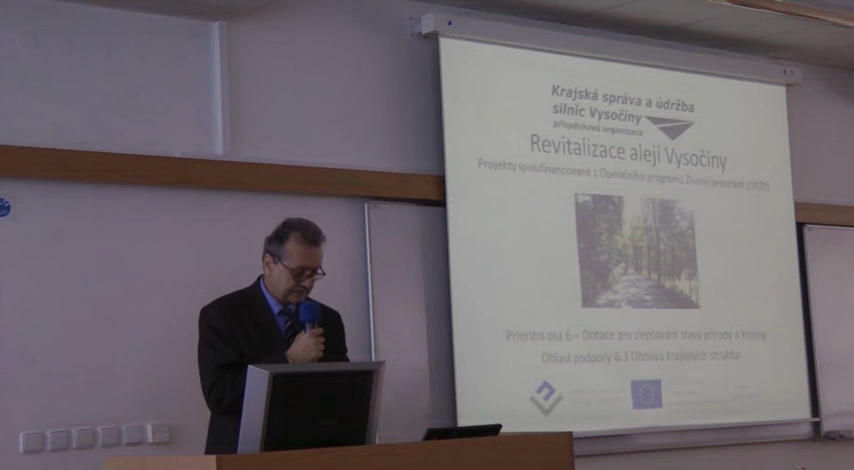 Krajská správa a údržba
silnic Vysočiny
příspěvková organizace
Revitalizace alejí Vysočiny
Projekty spolufinancované z Operačního programu Životní prostředí (OPŽP)
Prioritní osa 6 – Dotace pro zlepšování stavu přírody a krajiny
Oblast podpory 6.3 Obnova krajinných struktur